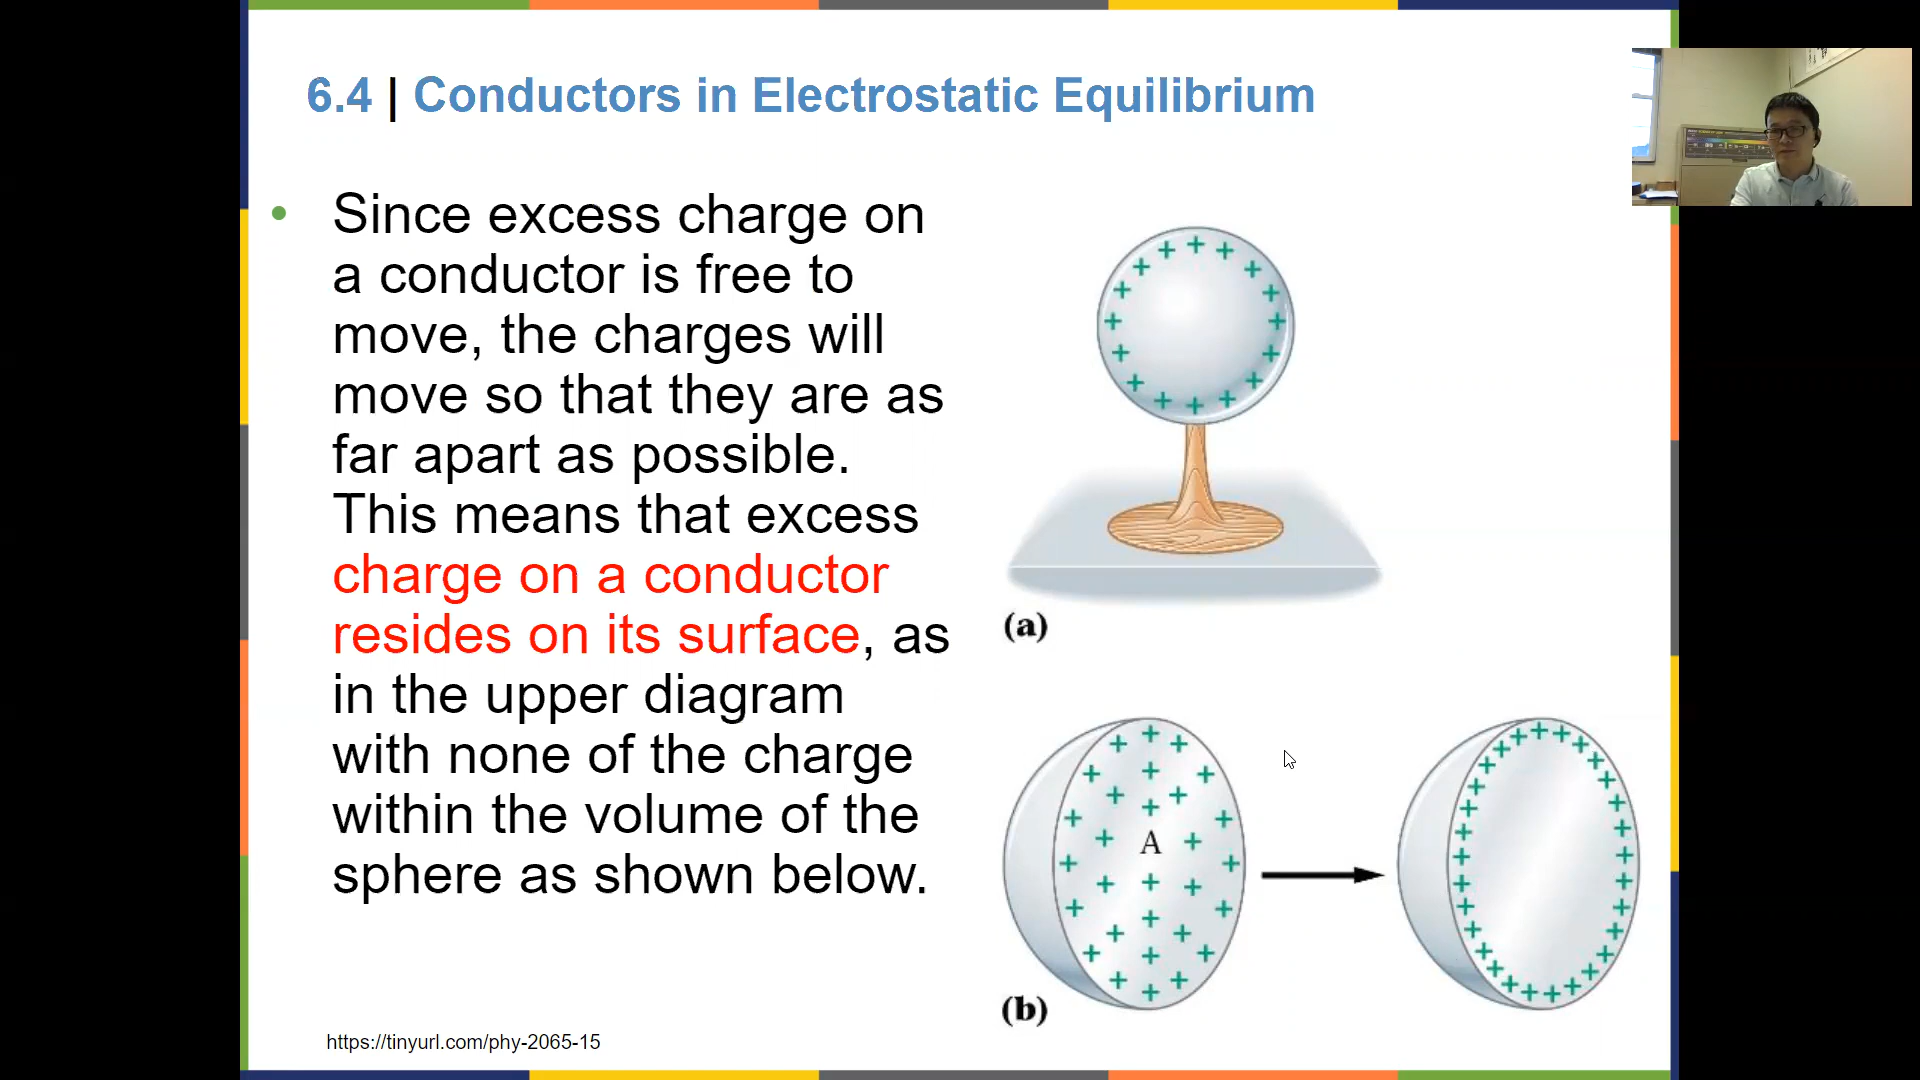 6.4 | Conductors in Electrostatic Equilibrium
• Since excess charge on
a conductor is free to
move, the charges will
move so that they are as
far apart as possible.
This means that excess
charge on a conductor
resides on its surface, as
in the upper diagram
with none of the charge
within the volume of the
sphere as shown below.
(a)
A
(b)
https://tinyurl.com/phy-2065-15